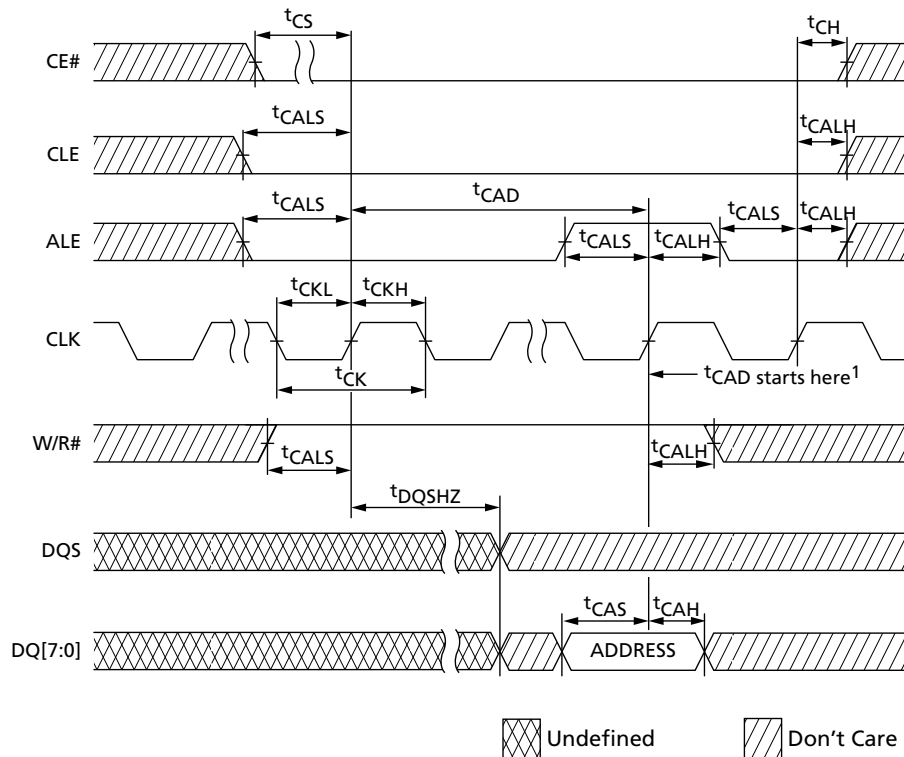 tCS
tCH
CE#
tCALS
tCALH
CLE
tCAD
tCALS
tCALS
tCALH
ALE
tCALS
tCALH
tCKL
tCKH
CLK
tCK
tCAD starts here1
W/R#
tCALS
tCALH
tDQSHZ
DQS
tCAS
tCAH
DQ[7:0]
ADDRESS
Undefined
Don't Care